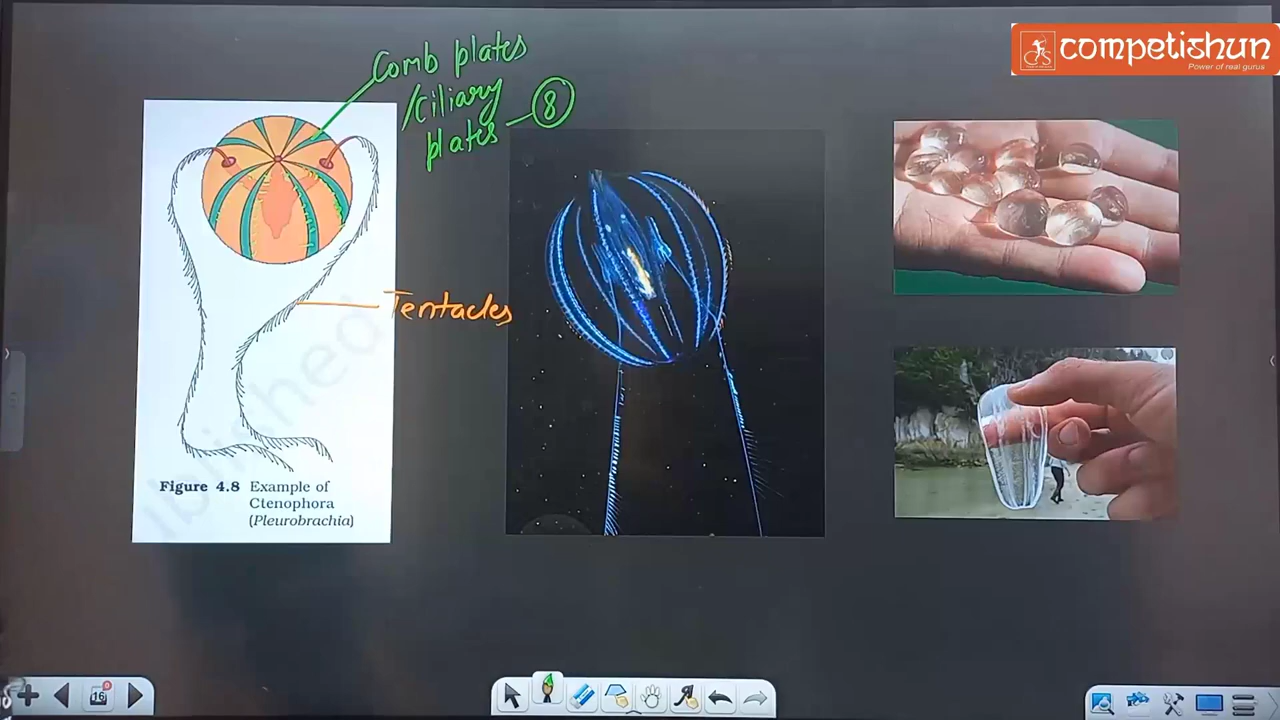 competishun
Power of real gurus
Comb plates
/Ciliary
plates — 8
Tentacles
Figure 4.8 Example of
Ctenophora
(Pleurobrachia)
16